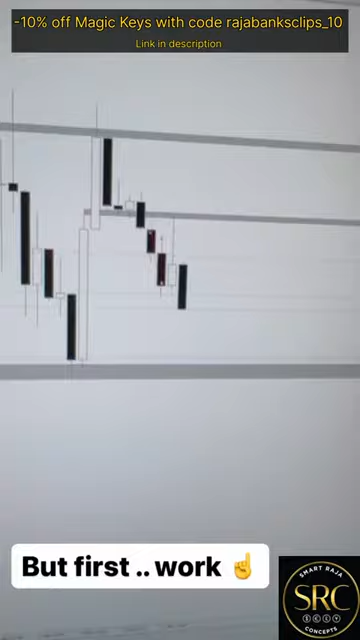 -10% off Magic Keys with code rajabanksclips_10
Link in description
But first .. work ☝️
SMART RAJA
SRC
CONCEPTS